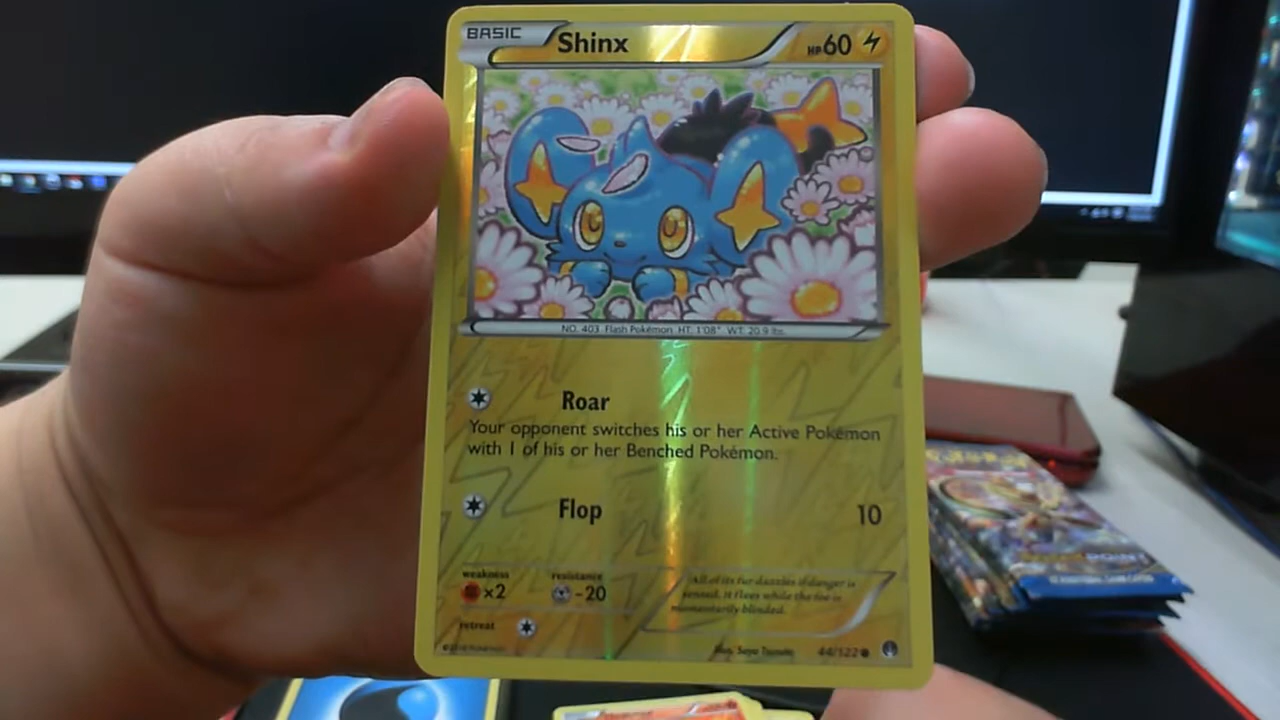 BASIC Shinx HP60
NO. 403 Flash Pokémon HT: 1'08" WT: 20.9 lbs.
Roar
Your opponent switches his or her Active Pokémon
with 1 of his or her Benched Pokémon.
Flop 10
weakness resistance
×2 -20
All of its fur dazzles if danger is
sensed. It flees while the foe is
momentarily blinded.
retreat
44/122
POINT